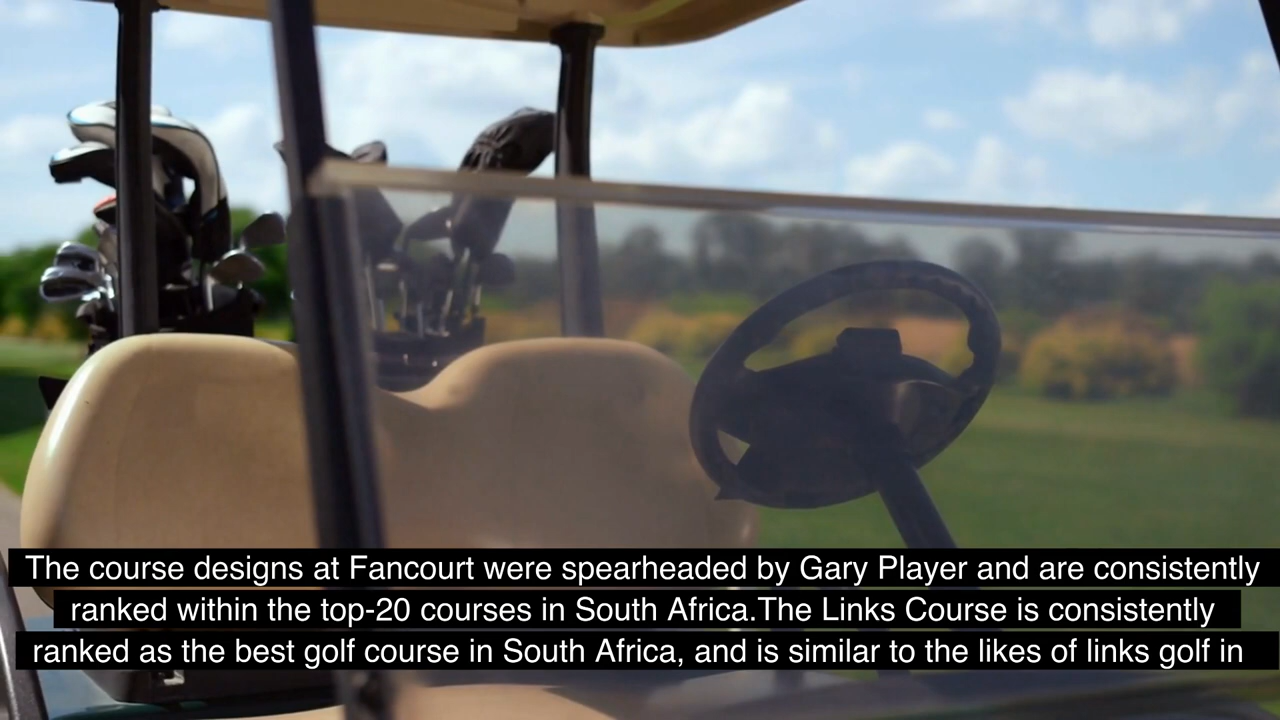 The course designs at Fancourt were spearheaded by Gary Player and are consistently
ranked within the top-20 courses in South Africa.The Links Course is consistently
ranked as the best golf course in South Africa, and is similar to the likes of links golf in